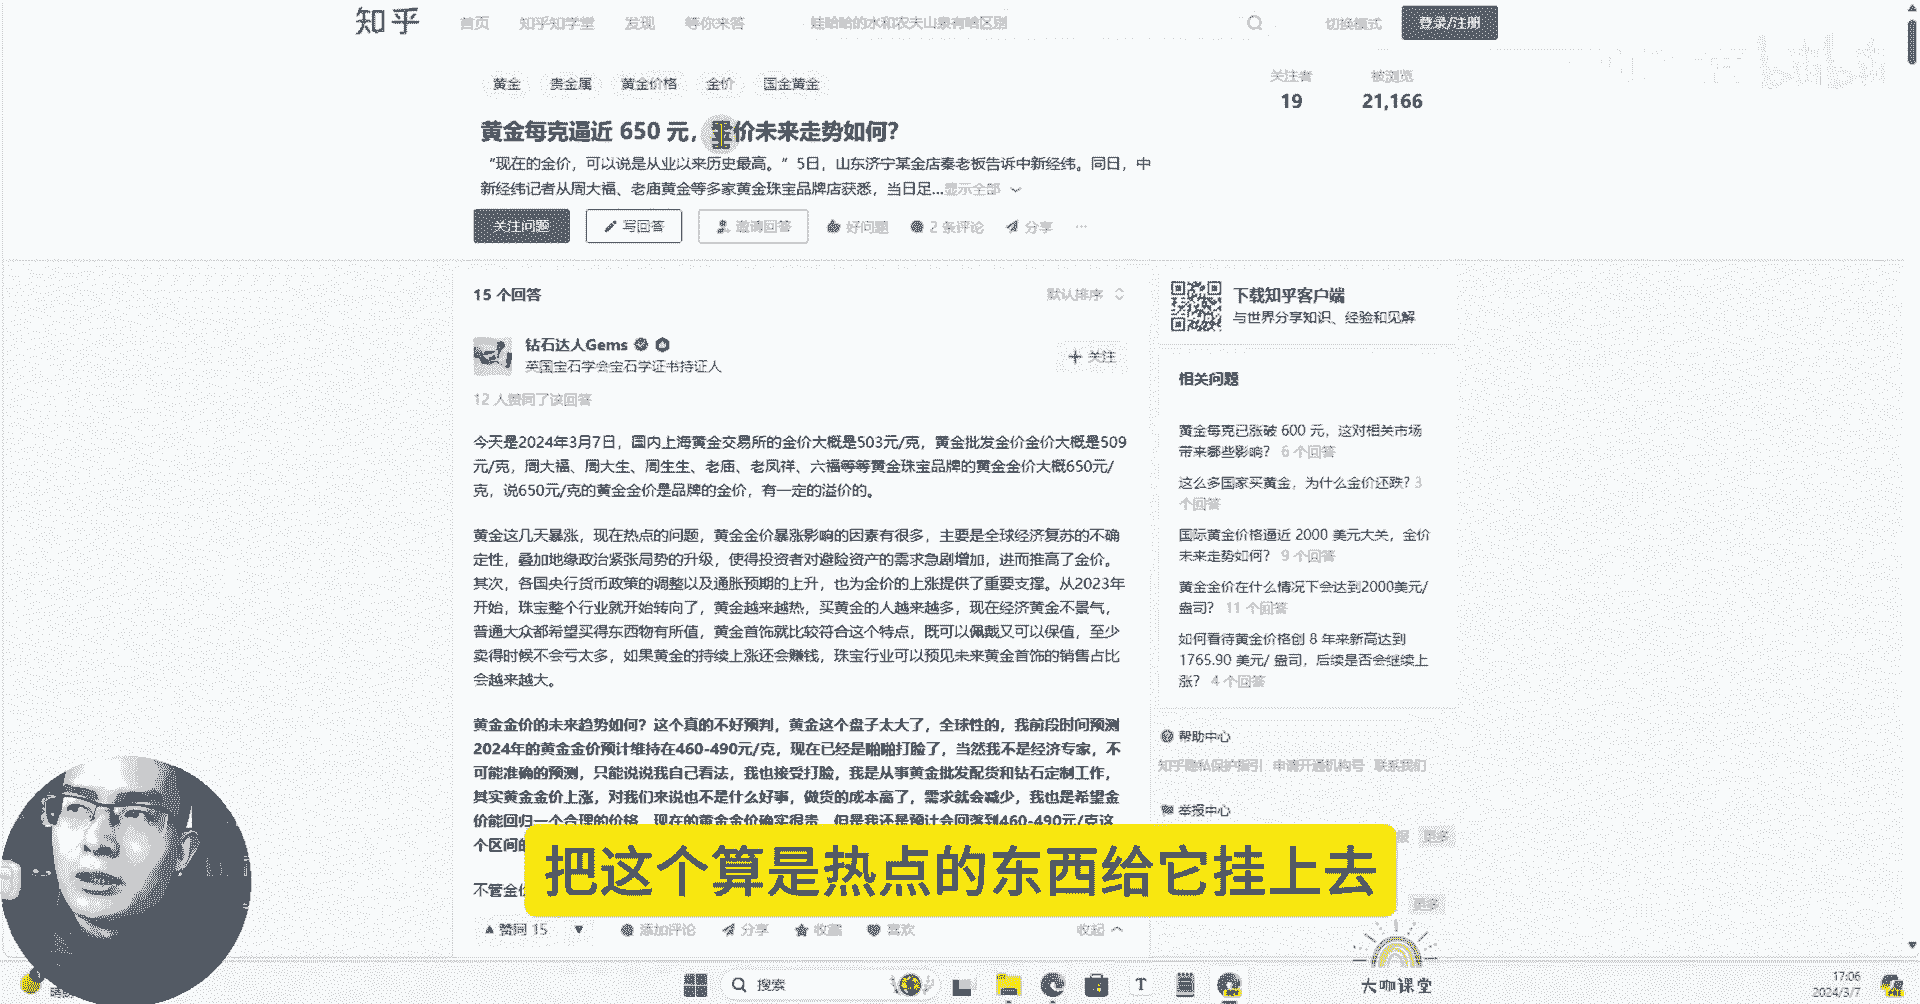 知乎
首页 知乎知学堂 发现 等你来答 娃哈哈的水和农夫山泉有啥区别
切换模式 登录/注册
bilibili
黄金 贵金属 黄金价格 金价 国金黄金
关注者 被浏览
19 21,166
黄金每克逼近 650 元，金价未来走势如何？
“现在的金价，可以说是从业以来历史最高。”5日，山东济宁某金店秦老板告诉中新经纬。同日，中
新经纬记者从周大福、老庙黄金等多家黄金珠宝品牌店获悉，当日足...显示全部
关注问题 写回答 邀请回答 好问题 2 条评论 分享 ···
15 个回答 默认排序
钻石达人Gems
英国宝石学会宝石学证书持证人
+ 关注
12 人赞同了该回答
今天是2024年3月7日，国内上海黄金交易所的金价大概是503元/克，黄金批发金价金价大概是509
元/克，周大福、周大生、周生生、老庙、老凤祥、六福等等黄金珠宝品牌的黄金金价大概650元/
克，说650元/克的黄金金价是品牌的金价，有一定的溢价的。
黄金这几天暴涨，现在热点的问题，黄金金价暴涨影响的因素有很多，主要是全球经济复苏的不确
定性，叠加地缘政治紧张局势的升级，使得投资者对避险资产的需求急剧增加，进而推高了金价。
其次，各国央行货币政策的调整以及通胀预期的上升，也为金价的上涨提供了重要支撑。从2023年
开始，珠宝整个行业就开始转向了，黄金越来越热，买黄金的人越来越多，现在经济黄金不景气，
普通大众都希望买得东西物有所值，黄金首饰就比较符合这个特点，既可以佩戴又可以保值，至少
卖得时候不会亏太多，如果黄金的持续上涨还会赚钱，珠宝行业可以预见未来黄金首饰的销售占比
会越来越大。
黄金金价的未来趋势如何？这个真的不好预判，黄金这个盘子太大了，全球性的，我前段时间预测
2024年的黄金金价预计维持在460-490元/克，现在已经是啪啪打脸了，当然我不是经济专家，不
可能准确的预测，只能说说我自己看法，我也接受打脸，我是从事黄金批发配货和钻石定制工作，
其实黄金金价上涨，对我们来说也不是什么好事，做货的成本高了，需求就会减少，我也是希望金
价能回归一个合理的价格，现在的黄金金价确实很贵，但是我还是预计会回落到460-490元/克这
个区间的
不管金
赞同 15 添加评论 分享 收藏 喜欢 收起
下载知乎客户端
与世界分享知识、经验和见解
相关问题
黄金每克已涨破 600 元，这对相关市场
带来哪些影响？ 6 个回答
这么多国家买黄金，为什么金价还跌？3
个回答
国际黄金价格逼近 2000 美元大关，金价
未来走势如何？ 9 个回答
黄金金价在什么情况下会达到2000美元/
盎司？ 11 个回答
如何看待黄金价格创 8 年来新高达到
1765.90 美元/ 盎司，后续是否会继续上
涨？ 4 个回答
帮助中心
知乎隐私保护指引 申请开通机构号 联系我们
举报中心
报 更多
更多
把这个算是热点的东西给它挂上去
大咖课堂
搜索
17:06
2024/3/7